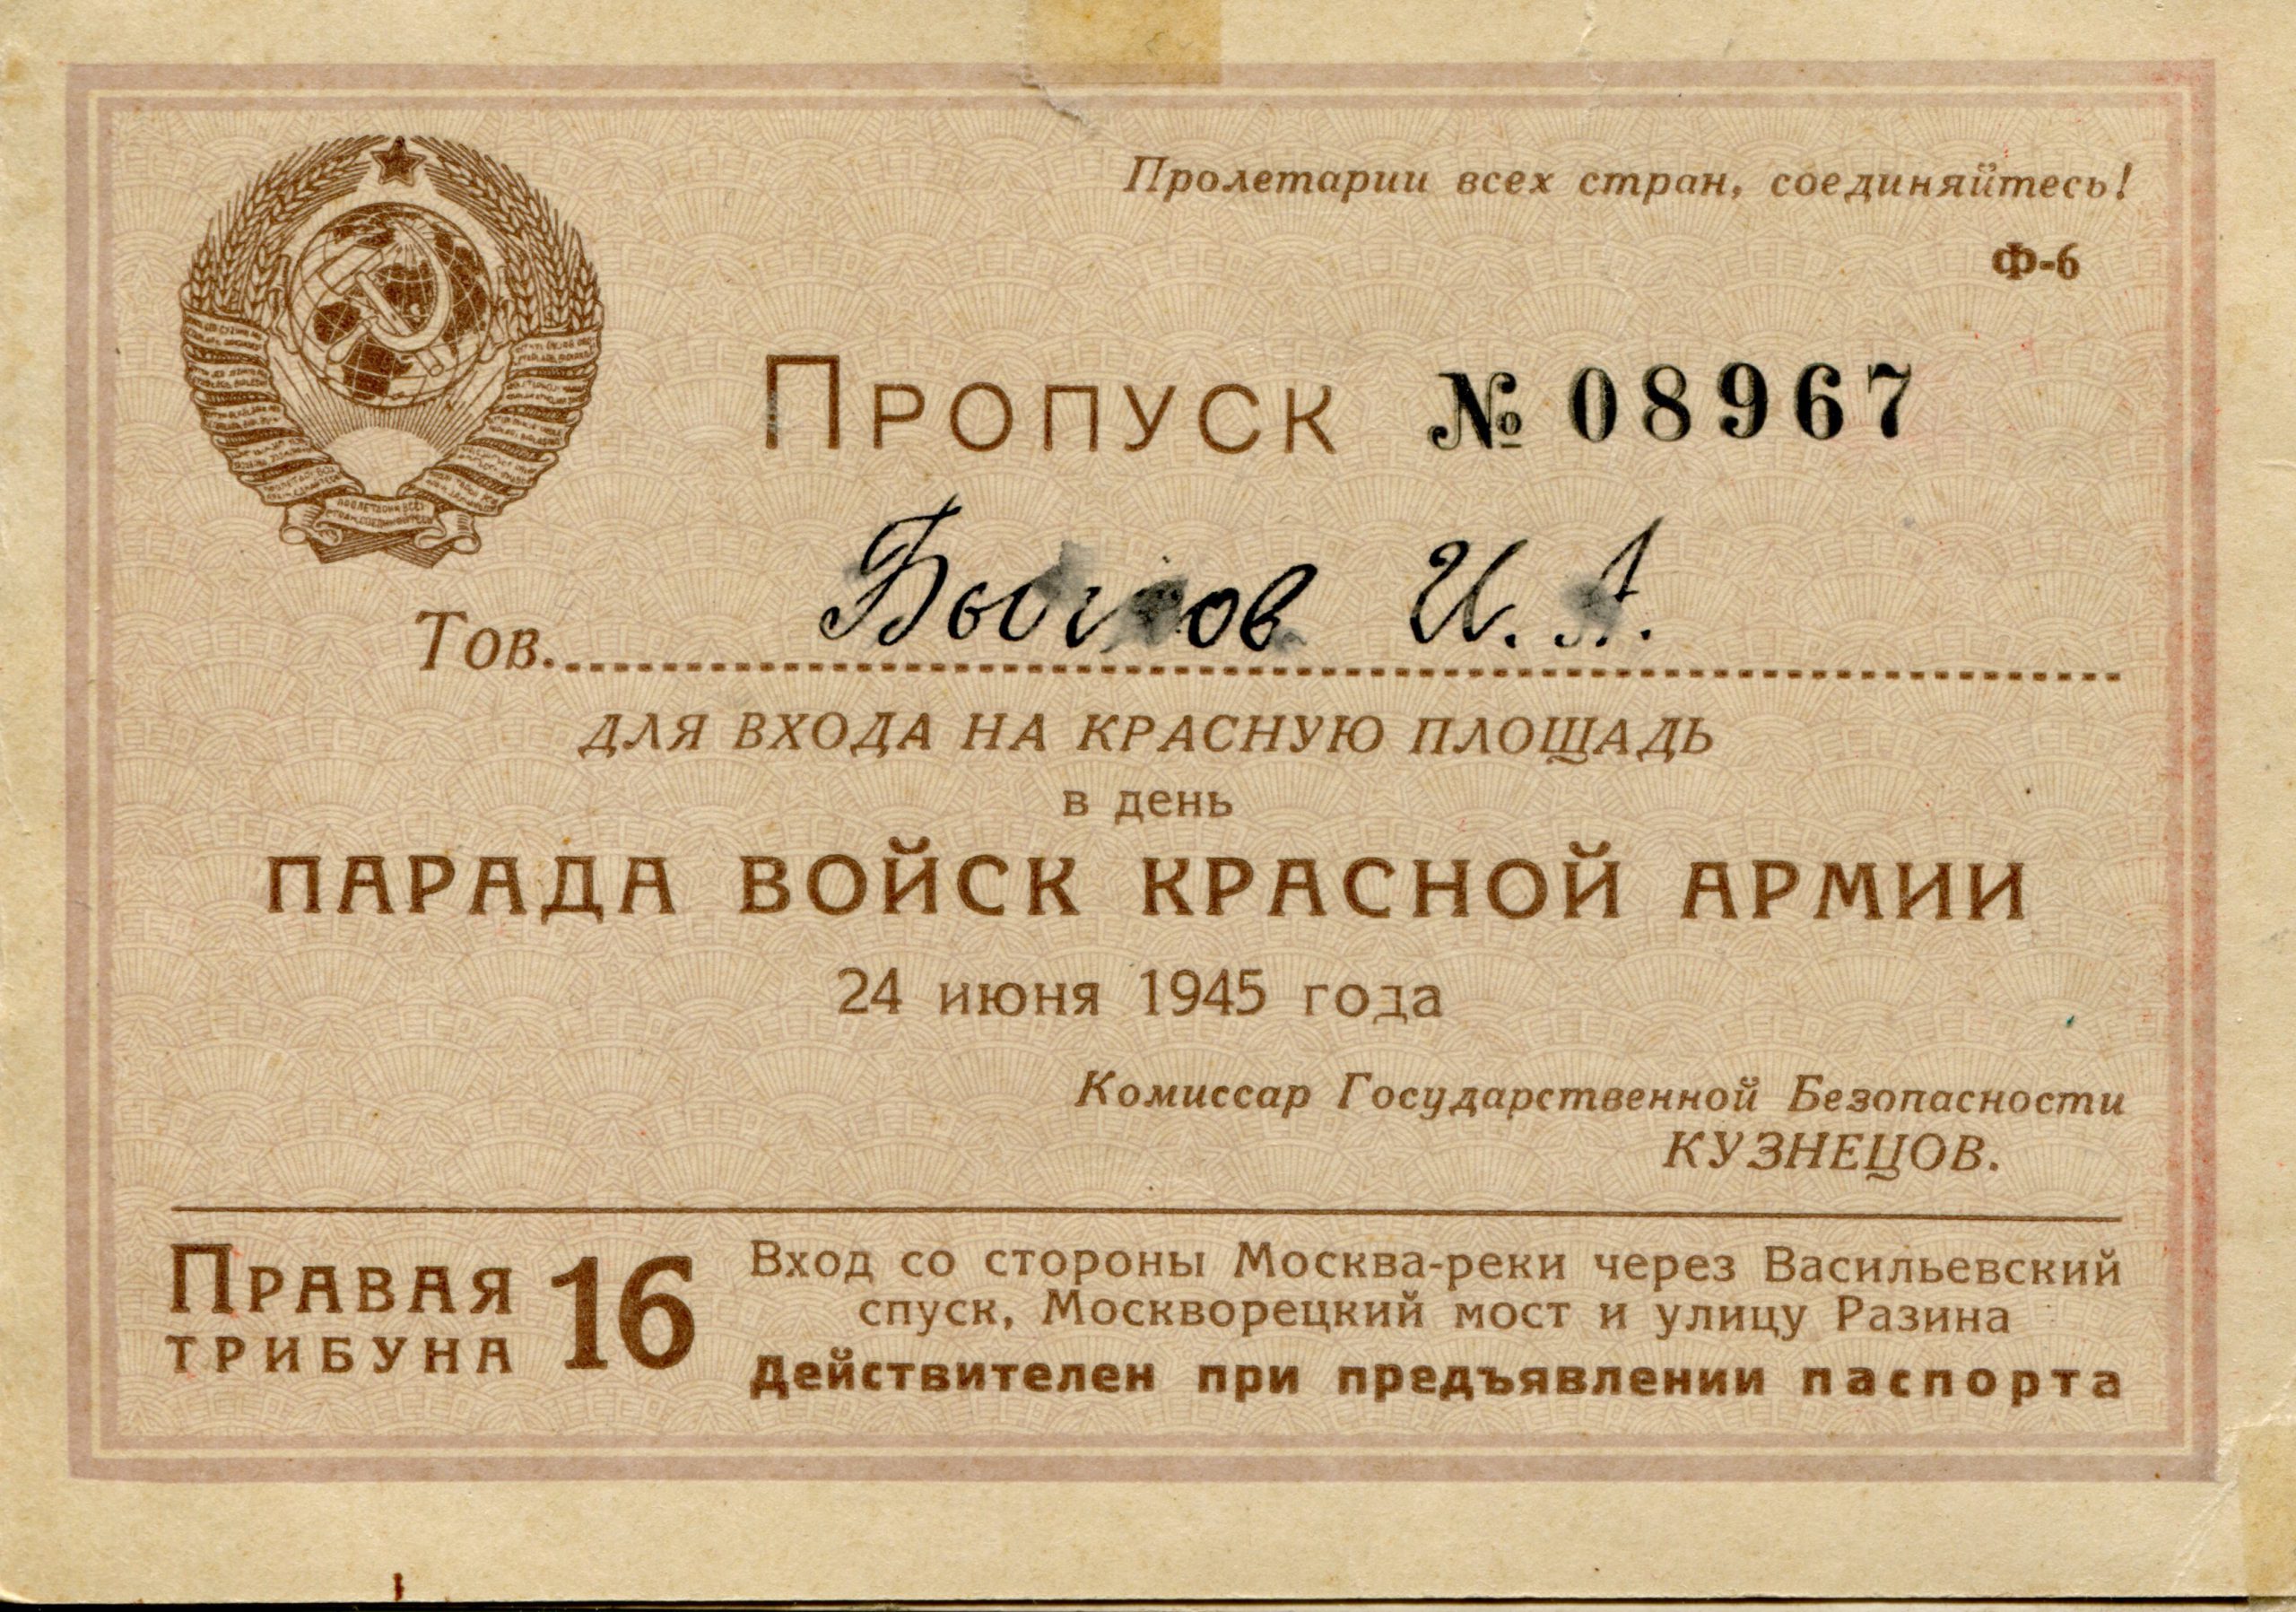 Пролетарии всех стран, соединяйтесь!
Ф-6
Пропуск № 08967
Тов. И. А.
ДЛЯ ВХОДА НА КРАСНУЮ ПЛОЩАДЬ
в день
ПАРАДА ВОЙСК КРАСНОЙ АРМИИ
24 июня 1945 года
Комиссар Государственной Безопасности
КУЗНЕЦОВ.
Правая
трибуна
16
Вход со стороны Москва-реки через Васильевский
спуск, Москворецкий мост и улицу Разина
Действителен при предъявлении паспорта